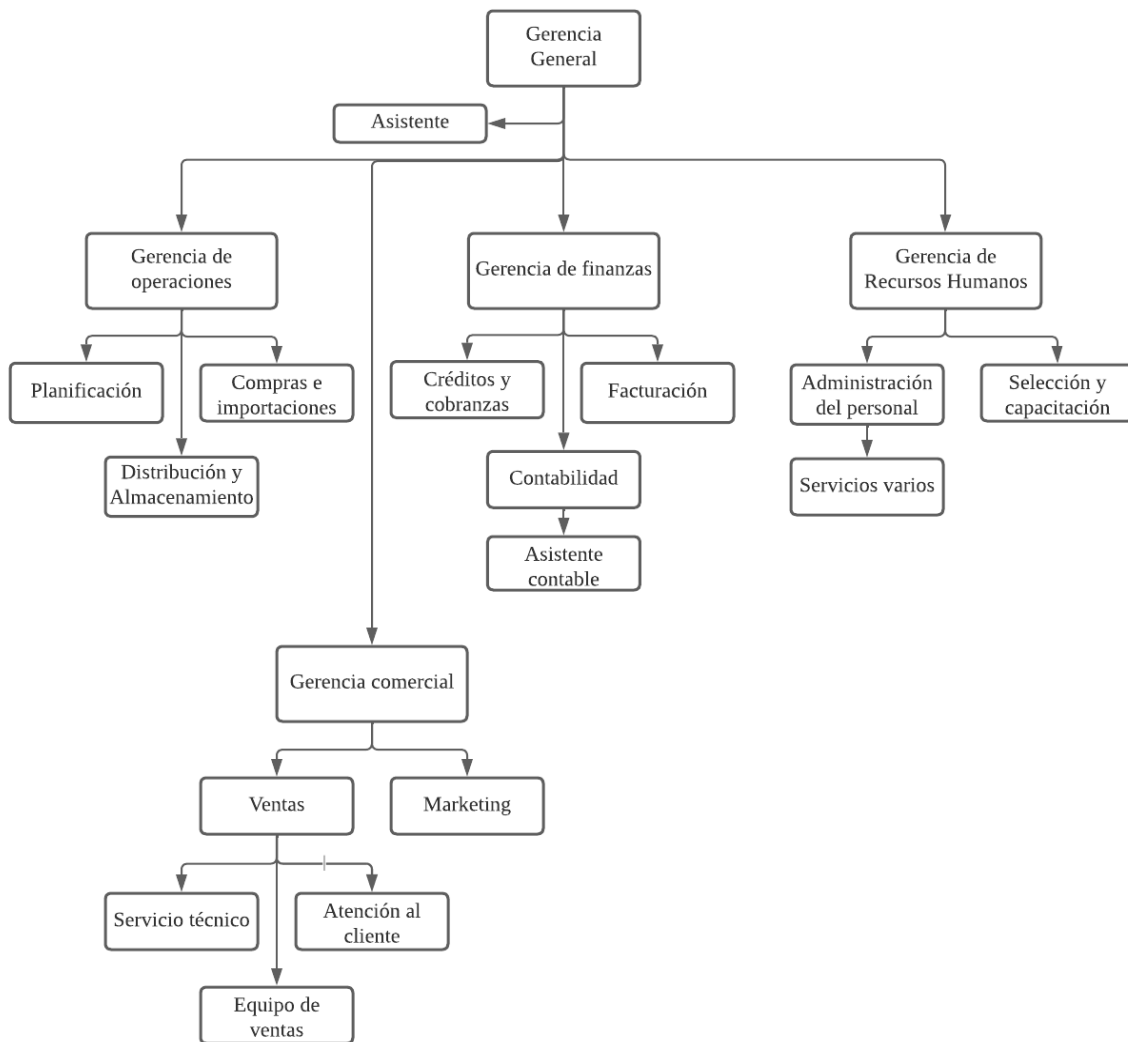 Gerencia
General
Asistente
Gerencia de
operaciones
Gerencia de finanzas
Gerencia de
Recursos Humanos
Planificación
Compras e
importaciones
Créditos y
cobranzas
Facturación
Administración
del personal
Selección y
capacitación
Distribución y
Almacenamiento
Contabilidad
Servicios varios
Asistente
contable
Gerencia comercial
Ventas
Marketing
Servicio técnico
Atención al
cliente
Equipo de
ventas